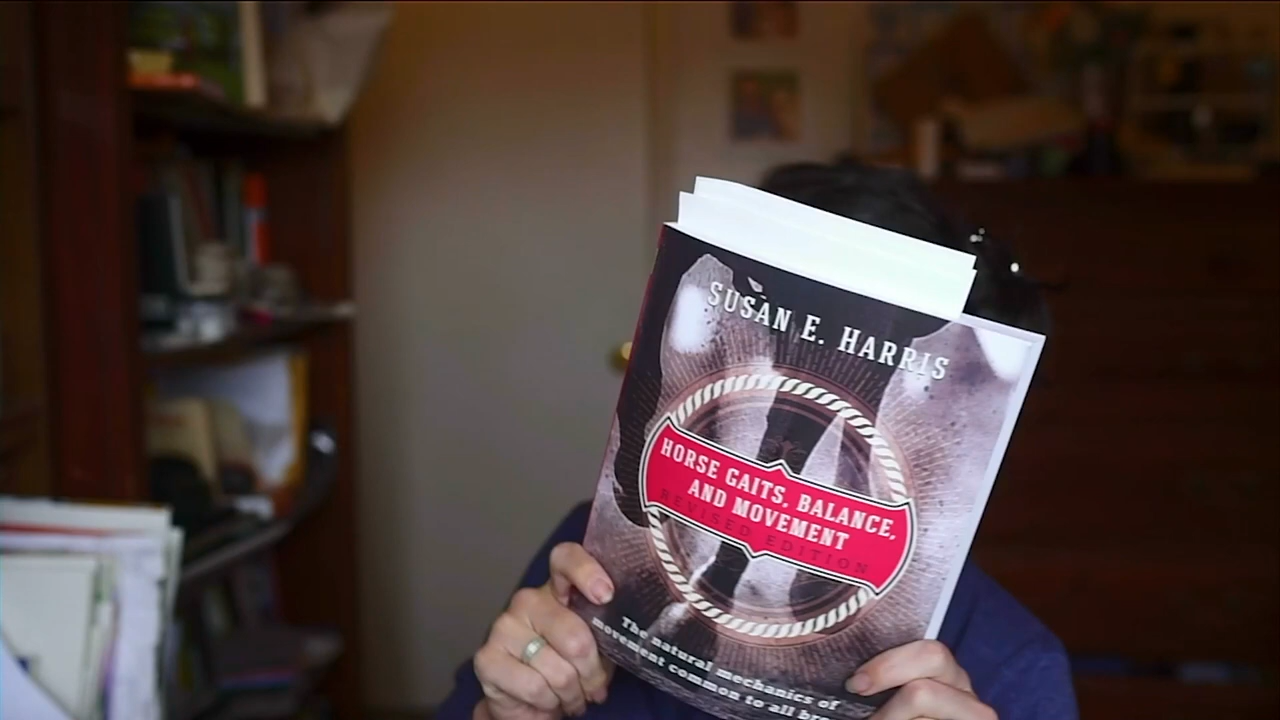 SUSAN E. HARRIS
HORSE GAITS, BALANCE,
AND MOVEMENT
REVISED EDITION
The natural mechanics of
movement common to all